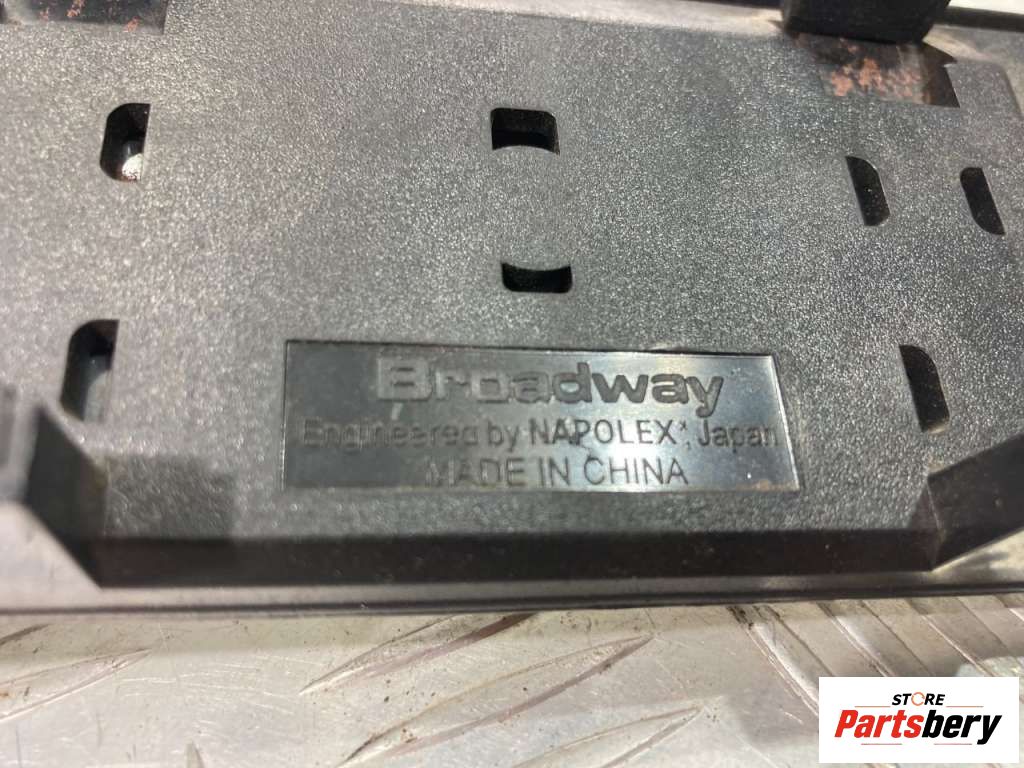 Broadway
Engineered by NAPOLEX*, Japan
MADE IN CHINA
STORE
Partsbery